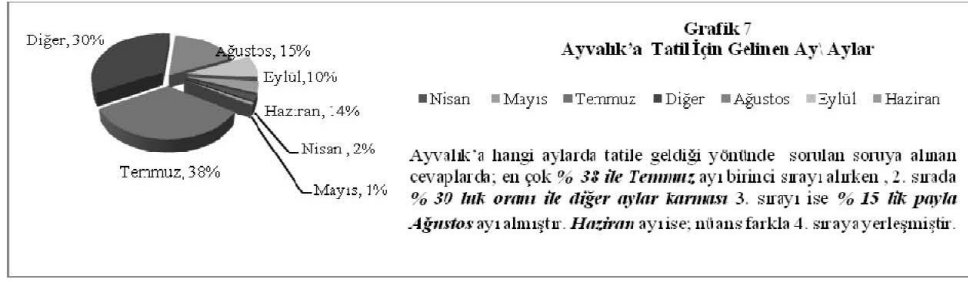 Grafik 7
Ayvalık'a Tatil İçin Gelinen Ay\ Aylar
Diğer, 30%
Ağustos, 15%
Eylül, 10%
Haziran, 14%
Nisan , 2%
Mayıs, 1%
Temmuz, 38%
Nisan Mayıs Temmuz Diğer Ağustos Eylül Haziran
Ayvalık'a hangi aylarda tatile geldiği yönünde sorulan soruya alınan
cevaplarda; en çok % 38 ile Temmuz ayı birinci sırayı alırken , 2. sırada
% 30 luk oranı ile diğer aylar karması 3. sırayı ise % 15 lik payla
Ağustos ayı almıştır. Haziran ayı ise; nüans farkla 4. sıraya yerleşmiştir.